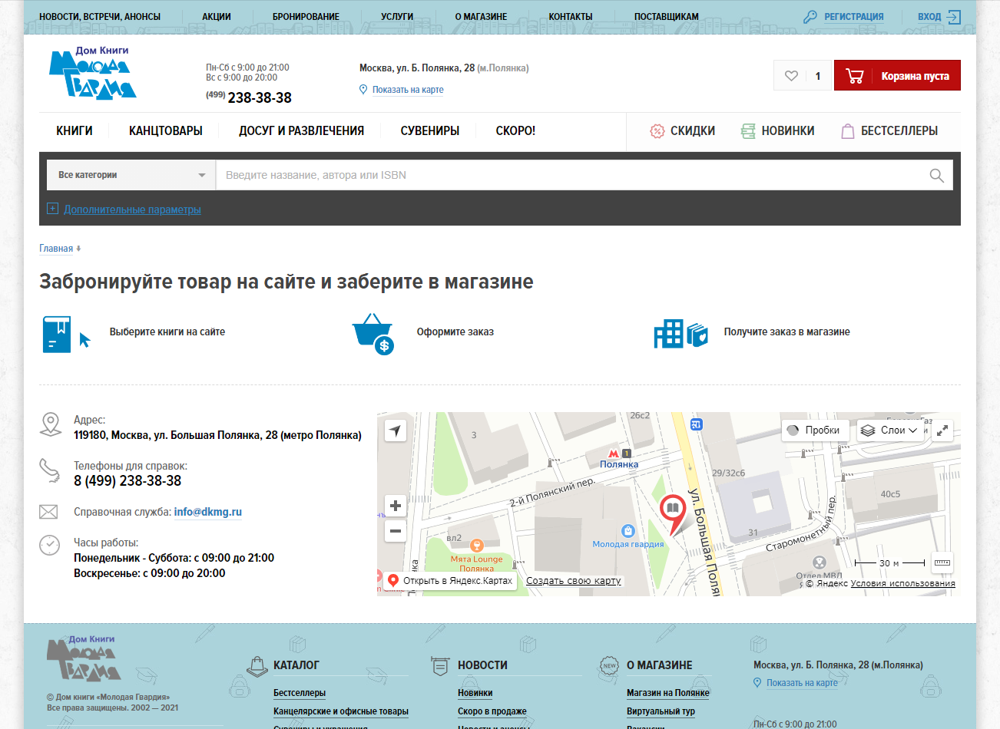 НОВОСТИ, ВСТРЕЧИ, АНОНСЫ АКЦИИ БРОНИРОВАНИЕ УСЛУГИ О МАГАЗИНЕ КОНТАКТЫ ПОСТАВЩИКАМ РЕГИСТРАЦИЯ ВХОД
Дом Книги
Молодая
Гвардия
Пн-Сб с 9:00 до 21:00
Вс с 9:00 до 20:00
(499) 238-38-38
Москва, ул. Б. Полянка, 28 (м.Полянка)
Показать на карте
1
Корзина пуста
КНИГИ КАНЦТОВАРЫ ДОСУГ И РАЗВЛЕЧЕНИЯ СУВЕНИРЫ СКОРО! СКИДКИ НОВИНКИ БЕСТСЕЛЛЕРЫ
Все категории Введите название, автора или ISBN
+ Дополнительные параметры
Главная
Забронируйте товар на сайте и заберите в магазине
Выберите книги на сайте
Оформите заказ
Получите заказ в магазине
Адрес:
119180, Москва, ул. Большая Полянка, 28 (метро Полянка)
Телефоны для справок:
8 (499) 238-38-38
Справочная служба: info@dkmg.ru
Часы работы:
Понедельник - Суббота: с 09:00 до 21:00
Воскресенье: с 09:00 до 20:00
26с2
3
Пробки
Слои
1
Полянка
29/32с6
2-й Полянский пер.
ул. Большая Полян
40с5
31
Старомонетный пер.
вл2
Молодая гвардия
Мята Lounge
Полянка
Отдел МВД
30 м
Открыть в Яндекс.Картах
Создать свою карту
© Яндекс Условия использования
Дом Книги
Молодая
Гвардия
© Дом книги «Молодая Гвардия»
Все права защищены. 2002 — 2021
КАТАЛОГ
Бестселлеры
Канцелярские и офисные товары
Сувениры и украшения
НОВОСТИ
Новинки
Скоро в продаже
Новости и анонсы
NEW
О МАГАЗИНЕ
Магазин на Полянке
Виртуальный тур
Вакансии
Москва, ул. Б. Полянка, 28 (м.Полянка)
Показать на карте
Пн-Сб с 9:00 до 21:00